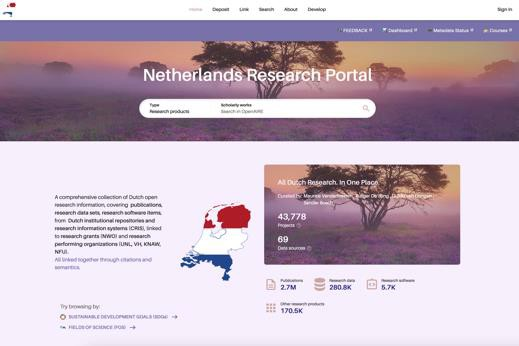 Home Deposit Link Search About Develop Sign In
FEEDBACK Dashboard Metadata Status Courses
Netherlands Research Portal
Type Scholarly works
Research products Search in OpenAIRE
All Dutch Research. In One Place.
Curated by: Maurice
43,778
Projects
69
Data sources
A comprehensive collection of Dutch open
research information, covering publications,
research data sets, research software items,
from Dutch institutional repositories and
research information systems (CRIS), linked
to research grants (NWO) and research
performing organizations (UNL, VH, KNAW,
NFU).
All linked together through citations and
semantics.
Publications
2.7M
Research data
280.8K
Research software
5.7K
Other research products
170.5K
Try browsing by:
SUSTAINABLE DEVELOPMENT GOALS (SDGs)
FIELDS OF SCIENCE (FOS)